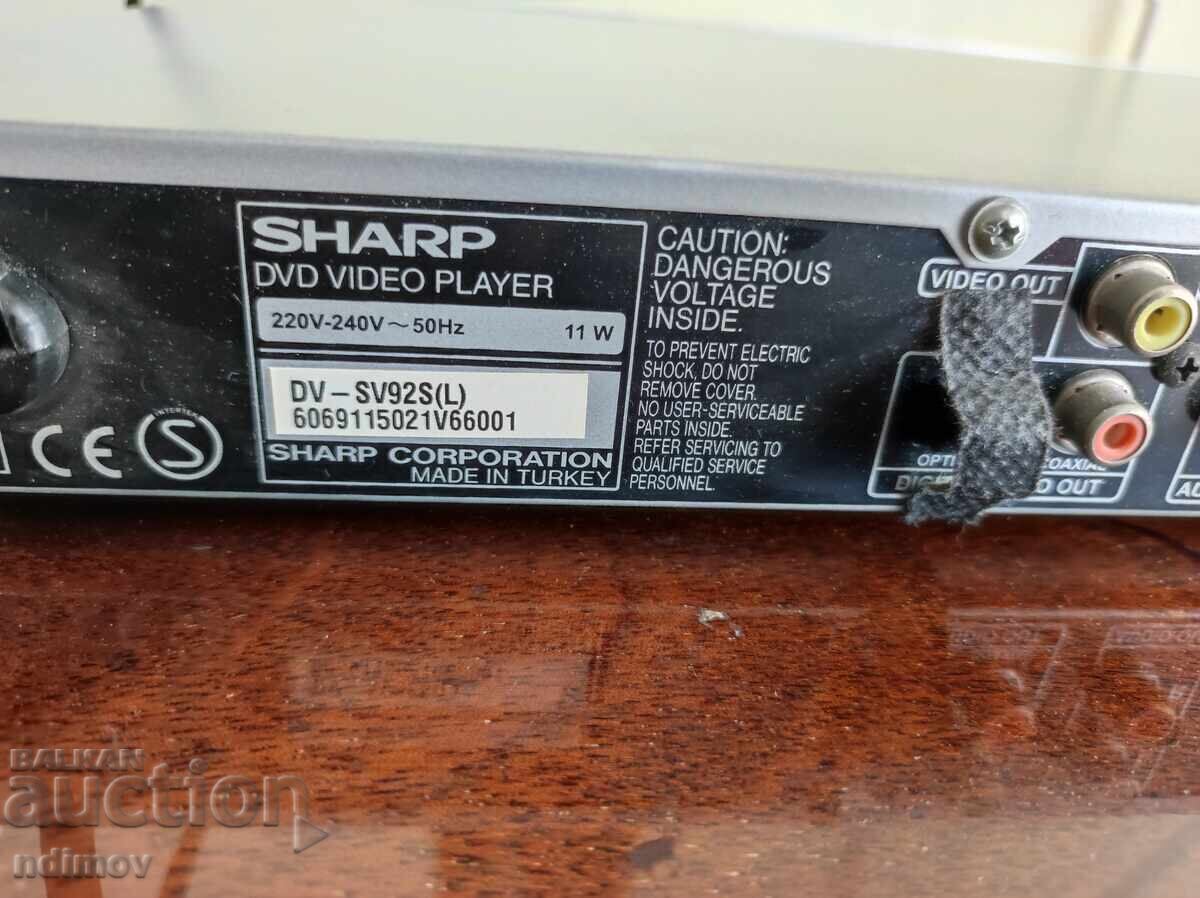 SHARP
DVD VIDEO PLAYER
220V-240V ~ 50Hz 11 W
DV - SV92S(L)
6069115021V66001
SHARP CORPORATION
MADE IN TURKEY
CE
INTERTEK
S
CAUTION:
DANGEROUS
VOLTAGE
INSIDE.
TO PREVENT ELECTRIC
SHOCK, DO NOT
REMOVE COVER.
NO USER-SERVICEABLE
PARTS INSIDE.
REFER SERVICING TO
QUALIFIED SERVICE
PERSONNEL.
VIDEO OUT
OUT
BALKAN
auction
ndimov